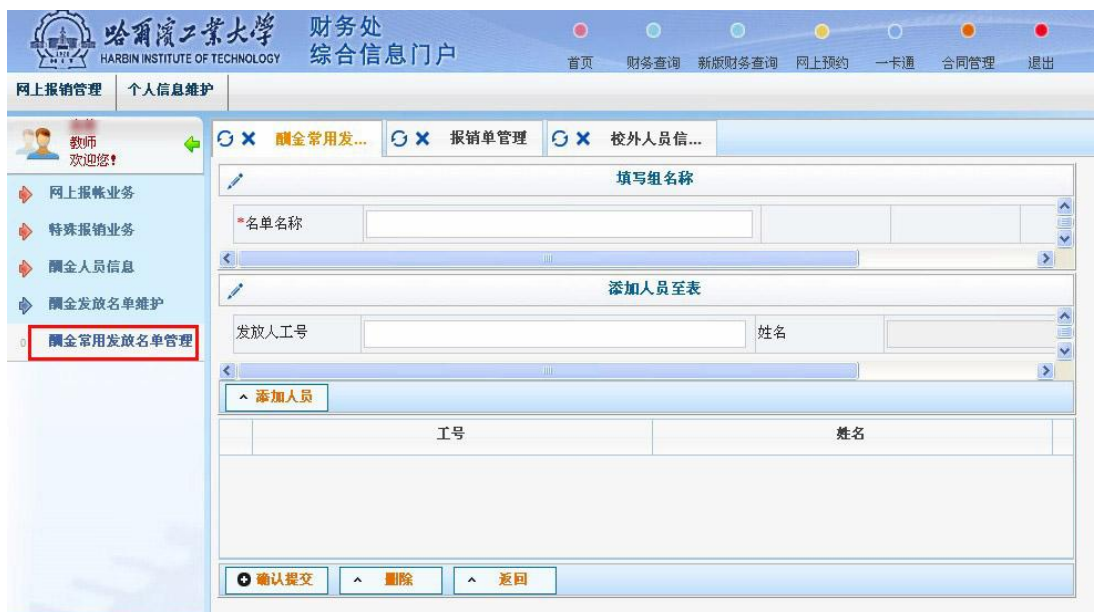 哈爾濱工業大學 财务处
HARBIN INSTITUTE OF TECHNOLOGY 综合信息门户
首页 财务查询 新版财务查询 网上预约 一卡通 合同管理 退出
网上报销管理 个人信息维护
教师
欢迎您!
酬金常用发... 报销单管理 校外人员信...
网上报帐业务
特殊报销业务
酬金人员信息
酬金发放名单维护
酬金常用发放名单管理
填写组名称
*名单名称
添加人员至表
发放人工号 姓名
添加人员
工号 姓名
确认提交 删除 返回